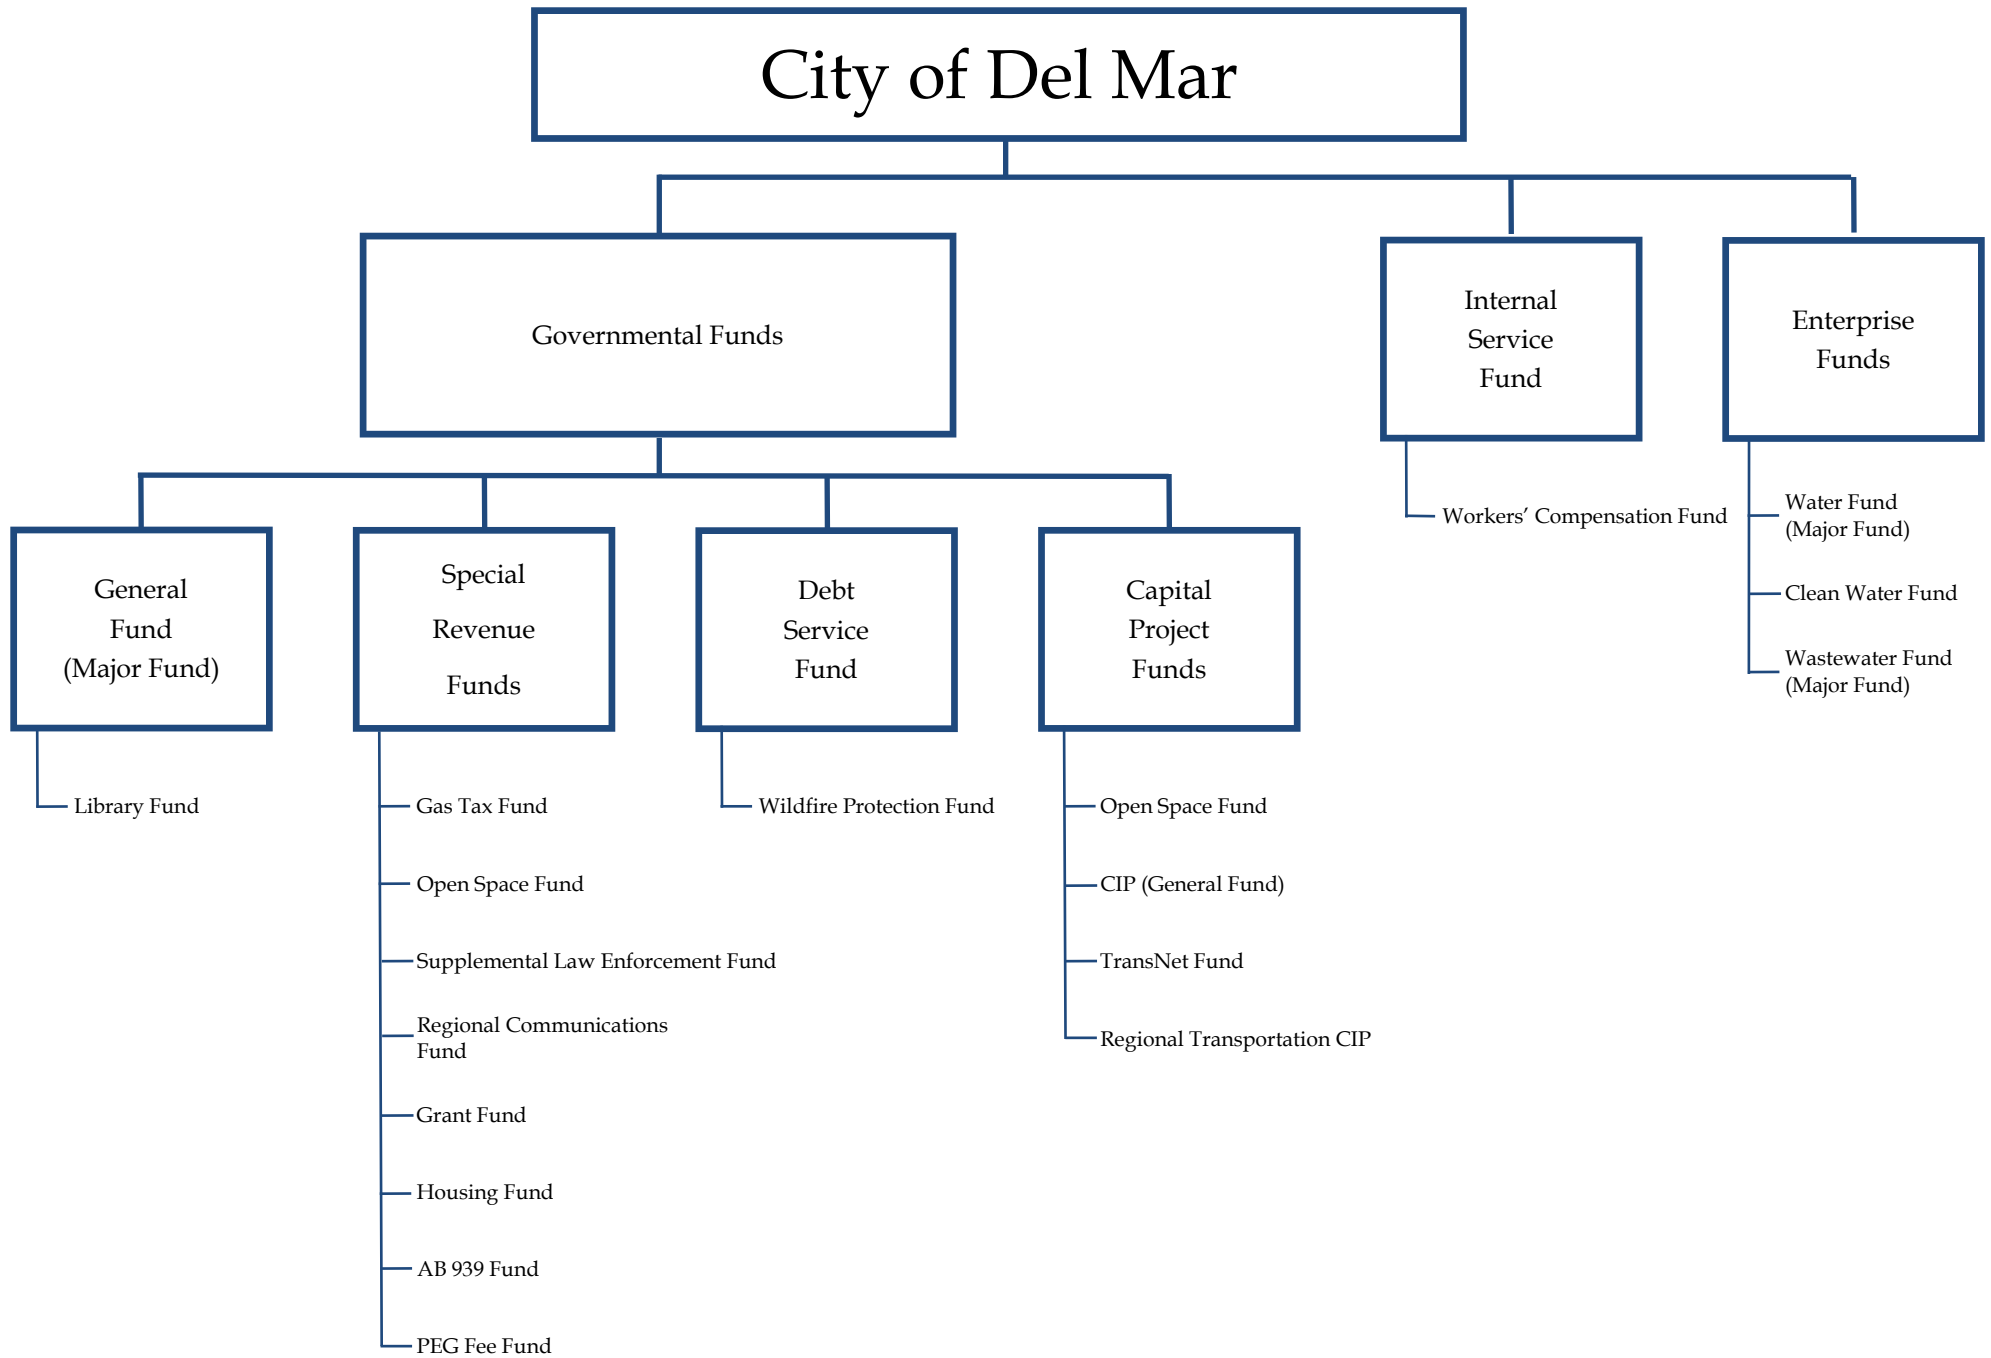 City of Del Mar
Governmental Funds
Internal
Service
Fund
Enterprise
Funds
Workers’ Compensation Fund
Water Fund
(Major Fund)
Clean Water Fund
Wastewater Fund
(Major Fund)
General
Fund
(Major Fund)
Special
Revenue
Funds
Debt
Service
Fund
Capital
Project
Funds
Library Fund
Gas Tax Fund
Open Space Fund
Supplemental Law Enforcement Fund
Regional Communications
Fund
Grant Fund
Housing Fund
AB 939 Fund
PEG Fee Fund
Wildfire Protection Fund
Open Space Fund
CIP (General Fund)
TransNet Fund
Regional Transportation CIP